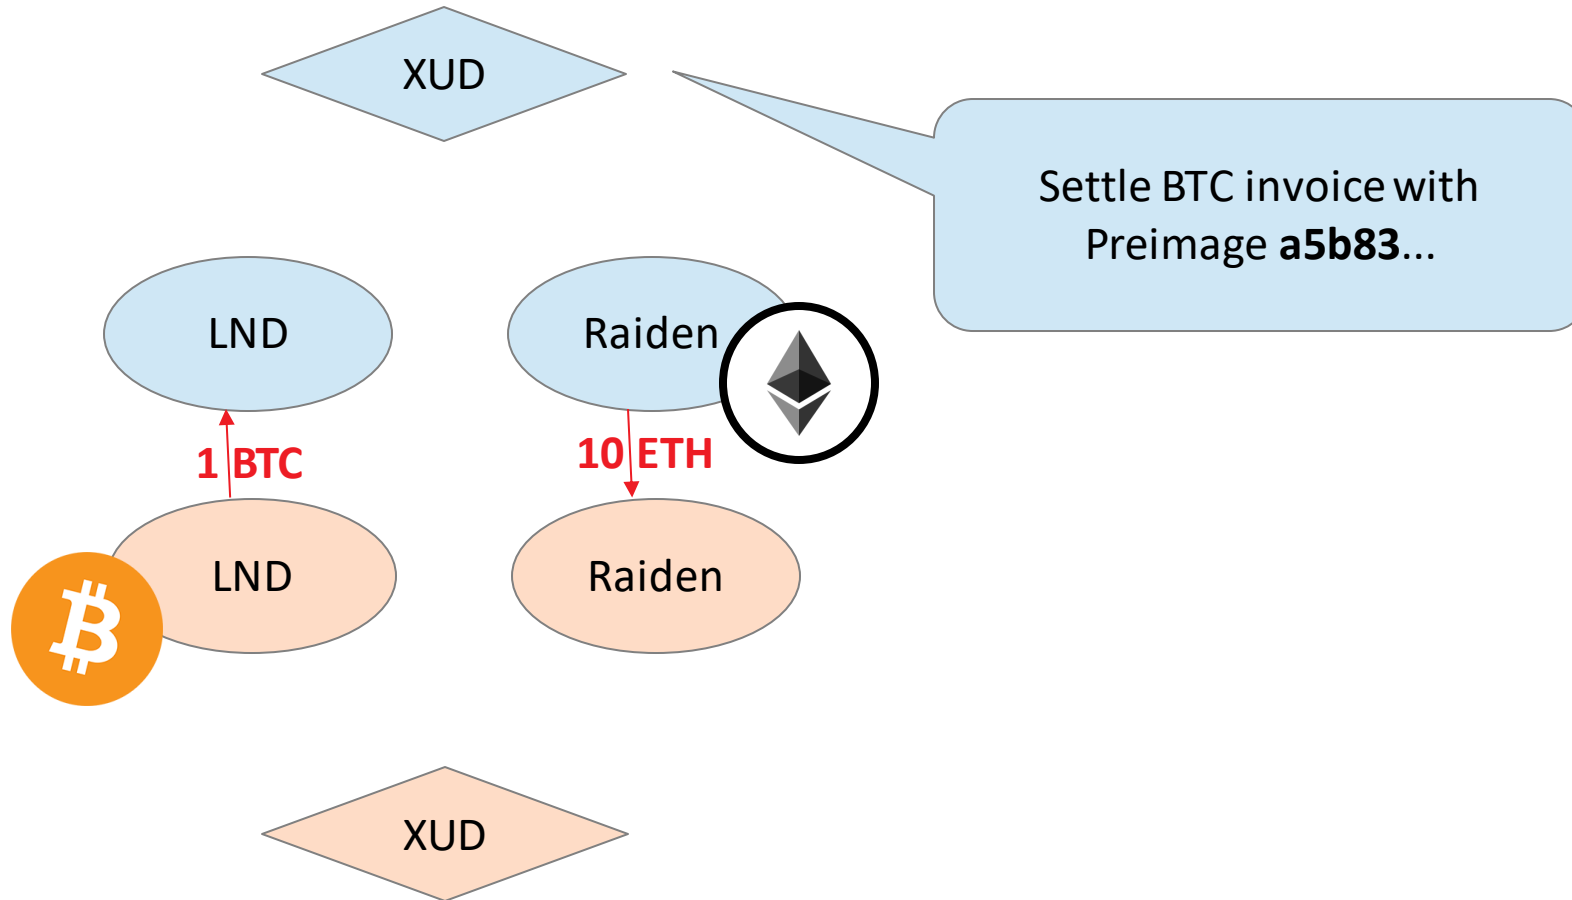 XUD
Settle BTC invoice with
Preimage a5b83...
LND
Raiden
1 BTC
10 ETH
LND
Raiden
XUD